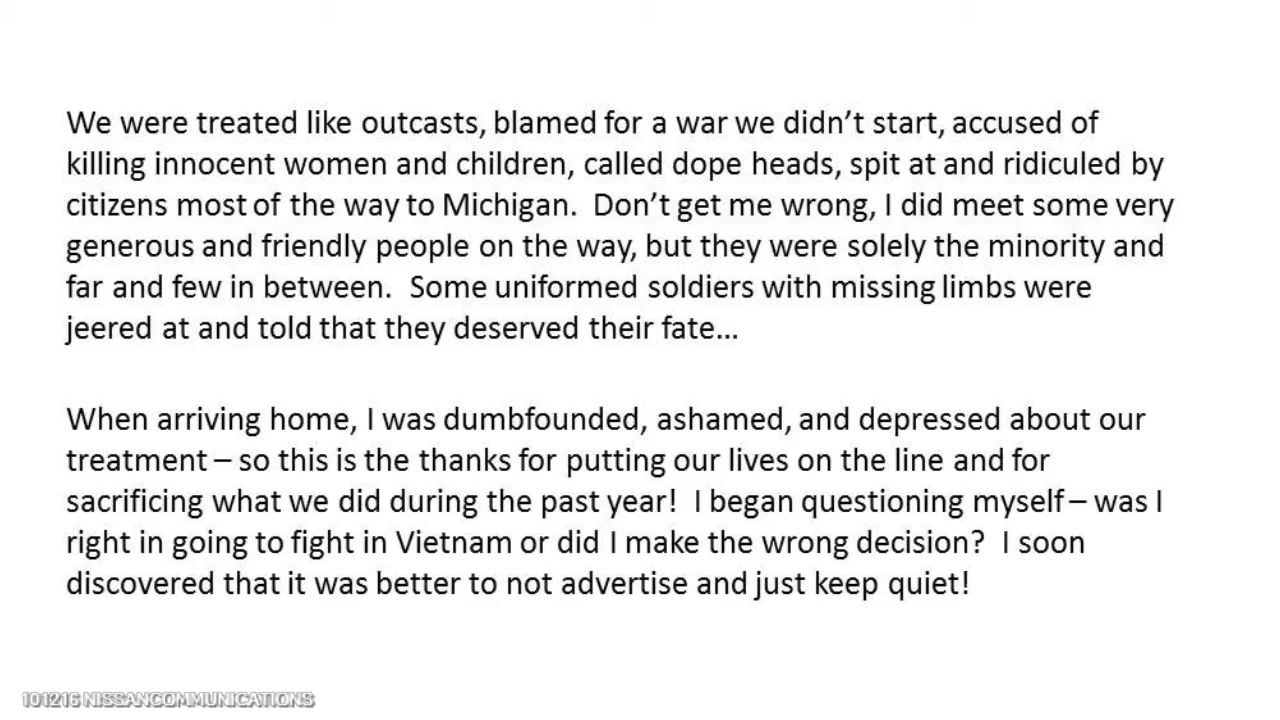 We were treated like outcasts, blamed for a war we didn’t start, accused of
killing innocent women and children, called dope heads, spit at and ridiculed by
citizens most of the way to Michigan.  Don’t get me wrong, I did meet some very
generous and friendly people on the way, but they were solely the minority and
far and few in between.  Some uniformed soldiers with missing limbs were
jeered at and told that they deserved their fate…
When arriving home, I was dumbfounded, ashamed, and depressed about our
treatment – so this is the thanks for putting our lives on the line and for
sacrificing what we did during the past year!  I began questioning myself – was I
right in going to fight in Vietnam or did I make the wrong decision?  I soon
discovered that it was better to not advertise and just keep quiet!
101216 NISSANCOMMUNICATIONS